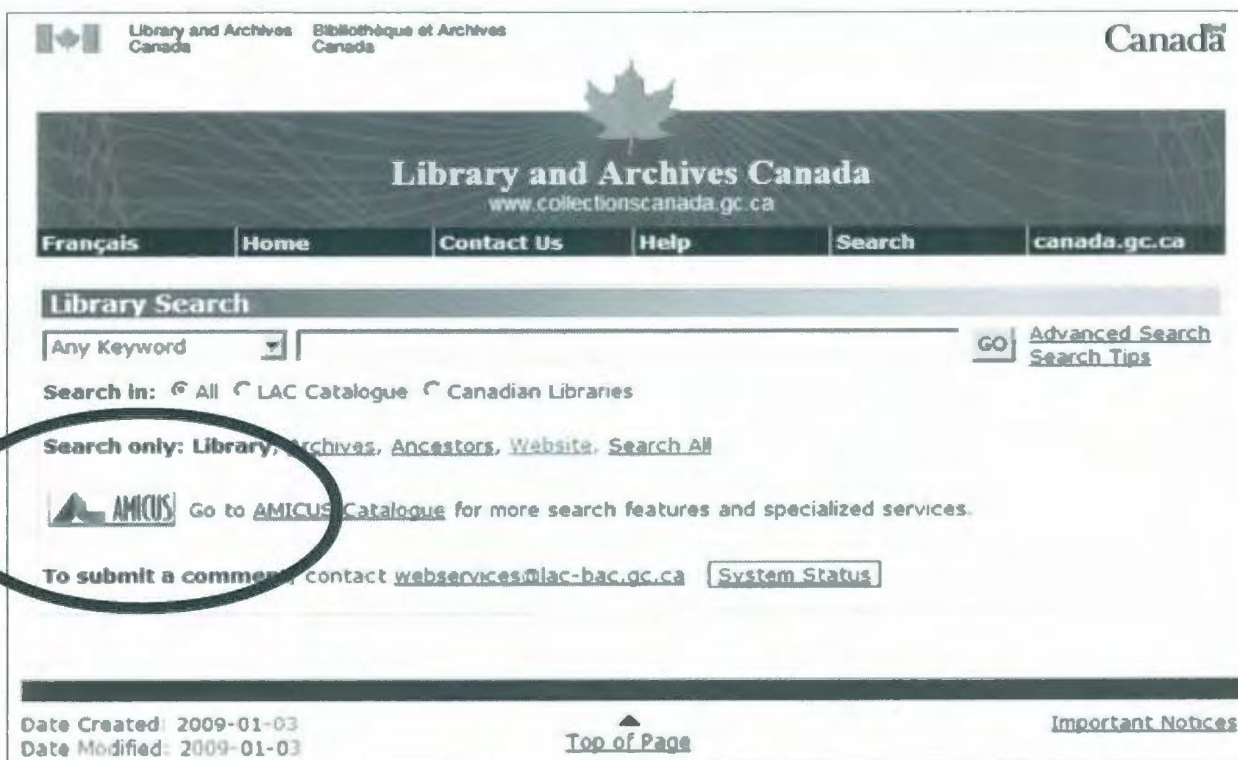 Library and Archives Canada
Bibliothèque et Archives Canada
Canada
Library and Archives Canada
www.collectionscanada.gc.ca
Français Home Contact Us Help Search canada.gc.ca
Library Search
Any Keyword GO Advanced Search
Search Tips
Search in: All LAC Catalogue Canadian Libraries
Search only: Library, Archives, Ancestors, Website, Search All
AMICUS Go to AMICUS Catalogue for more search features and specialized services.
To submit a comment, contact webservices@lac-bac.gc.ca System Status
Date Created: 2009-01-03 Top of Page Important Notices
Date Modified: 2009-01-03